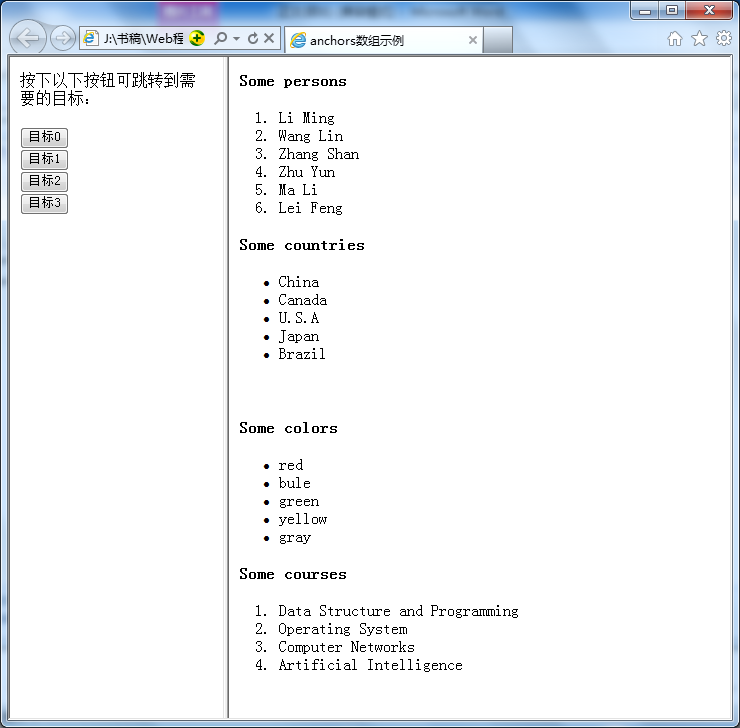 J:\书稿\Web程
anchors数组示例
按下以下按钮可跳转到需
要的目标：
目标0
目标1
目标2
目标3
Some persons
1. Li Ming
2. Wang Lin
3. Zhang Shan
4. Zhu Yun
5. Ma Li
6. Lei Feng
Some countries
• China
• Canada
• U.S.A
• Japan
• Brazil
Some colors
• red
• bule
• green
• yellow
• gray
Some courses
1. Data Structure and Programming
2. Operating System
3. Computer Networks
4. Artificial Intelligence